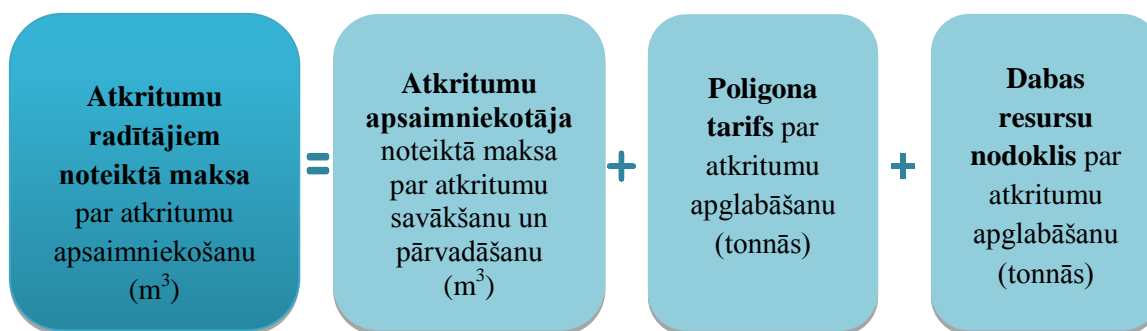 Atkritumu
radītājiem
noteiktā maksa
par atkritumu
apsaimniekošanu
(m³)
=
Atkritumu
apsaimniekotāja
noteiktā maksa
par atkritumu
savākšanu un
pārvadāšanu
(m³)
+
Poligona
tarifs par
atkritumu
apglabāšanu
(tonnās)
+
Dabas
resursu
nodoklis par
atkritumu
apglabāšanu
(tonnās)